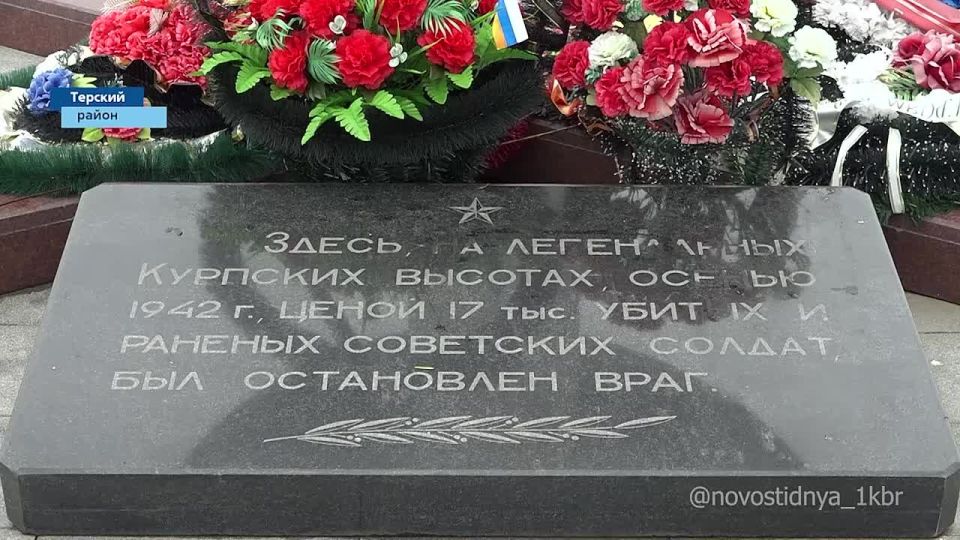 Терский
район
ЗДЕСЬ, НА ЛЕГЕНДАРНЫХ
КУРПСКИХ ВЫСОТАХ, ОСЕНЬЮ
1942 г., ЦЕНОЙ 17 тыс. УБИТЫХ И
РАНЕНЫХ СОВЕТСКИХ СОЛДАТ,
БЫЛ ОСТАНОВЛЕН ВРАГ.
@novostidnya_1kbr